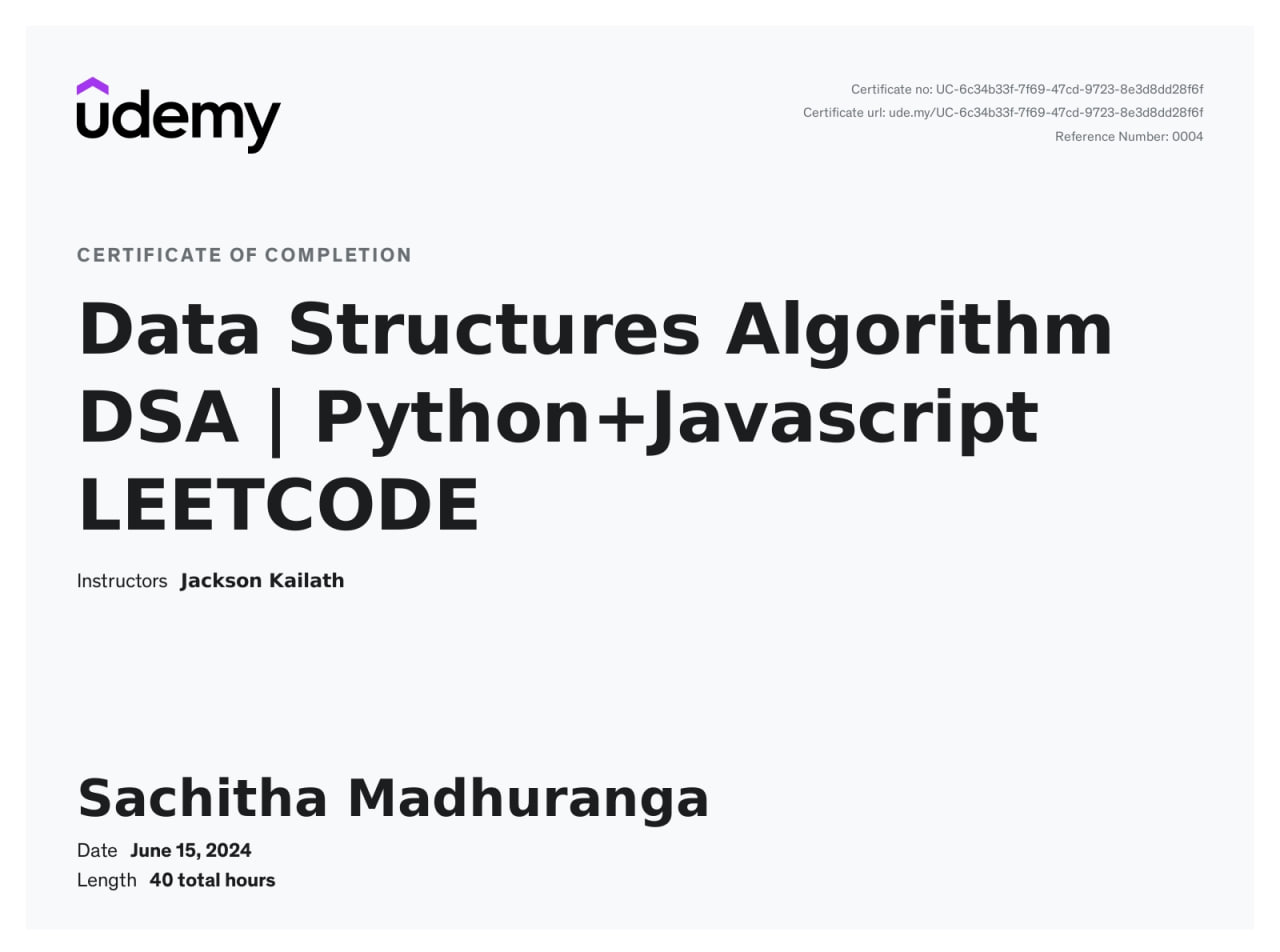 udemy
Certificate no: UC-6c34b33f-7f69-47cd-9723-8e3d8dd28f6f
Certificate url: ude.my/UC-6c34b33f-7f69-47cd-9723-8e3d8dd28f6f
Reference Number: 0004
CERTIFICATE OF COMPLETION
Data Structures Algorithm
DSA | Python+Javascript
LEETCODE
Instructors Jackson Kailath
Sachitha Madhuranga
Date June 15, 2024
Length 40 total hours